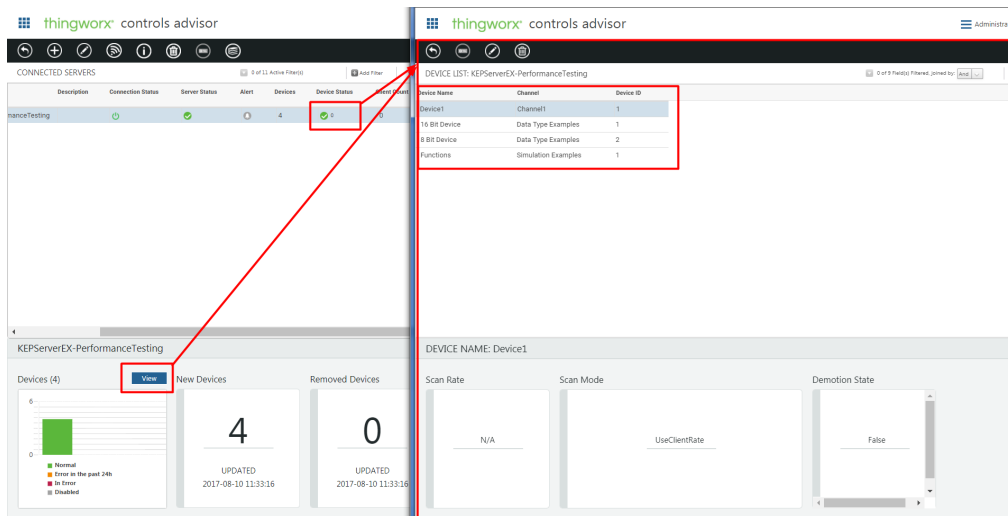 thingworx controls advisor
CONNECTED SERVERS
0 of 11 Active Filter(s)
Add Filter
Description Connection Status Server Status Alert Devices Device Status Client Count
nanceTesting 4 0 0
KEPServerEX-PerformanceTesting
Devices (4)
View
New Devices
Removed Devices
6
0
Normal
Error in the past 24h
In Error
Disabled
4
UPDATED
2017-08-10 11:33:16
0
UPDATED
2017-08-10 11:33:16
thingworx controls advisor
Administra
DEVICE LIST: KEPServerEX-PerformanceTesting
0 of 9 Field(s) Filtered. Joined by: And
Device Name Channel Device ID
Device1 Channel1 1
16 Bit Device Data Type Examples 1
8 Bit Device Data Type Examples 2
Functions Simulation Examples 1
DEVICE NAME: Device1
Scan Rate
Scan Mode
Demotion State
N/A
UseClientRate
False